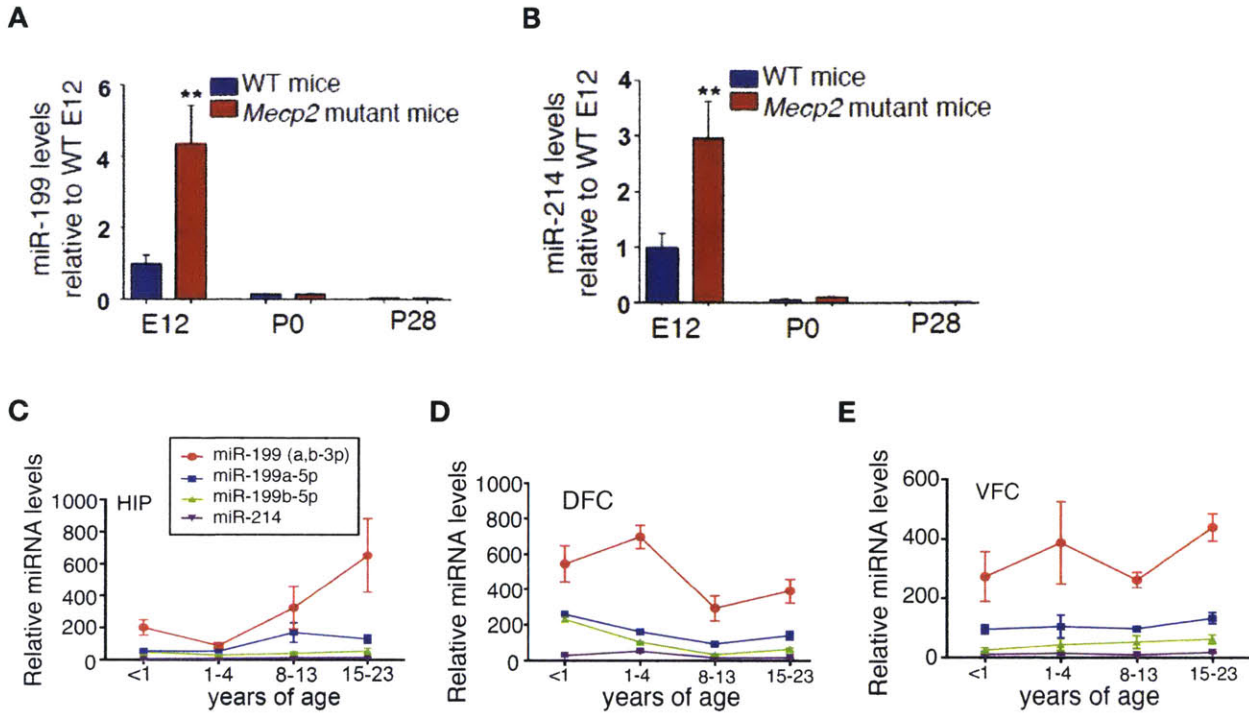 A
miR-199 levels
relative to WT E12
6
4
2
0
**
WT mice
Mecp2 mutant mice
E12 P0 P28
B
miR-214 levels
relative to WT E12
4
3
2
1
0
**
WT mice
Mecp2 mutant mice
E12 P0 P28
C
Relative miRNA levels
1000
800
600
400
200
0
HIP
miR-199 (a,b-3p)
miR-199a-5p
miR-199b-5p
miR-214
<1 1-4 8-13 15-23
years of age
D
Relative miRNA levels
1000
800
600
400
200
0
DFC
<1 1-4 8-13 15-23
years of age
E
Relative miRNA levels
600
400
200
0
VFC
<1 1-4 8-13 15-23
years of age